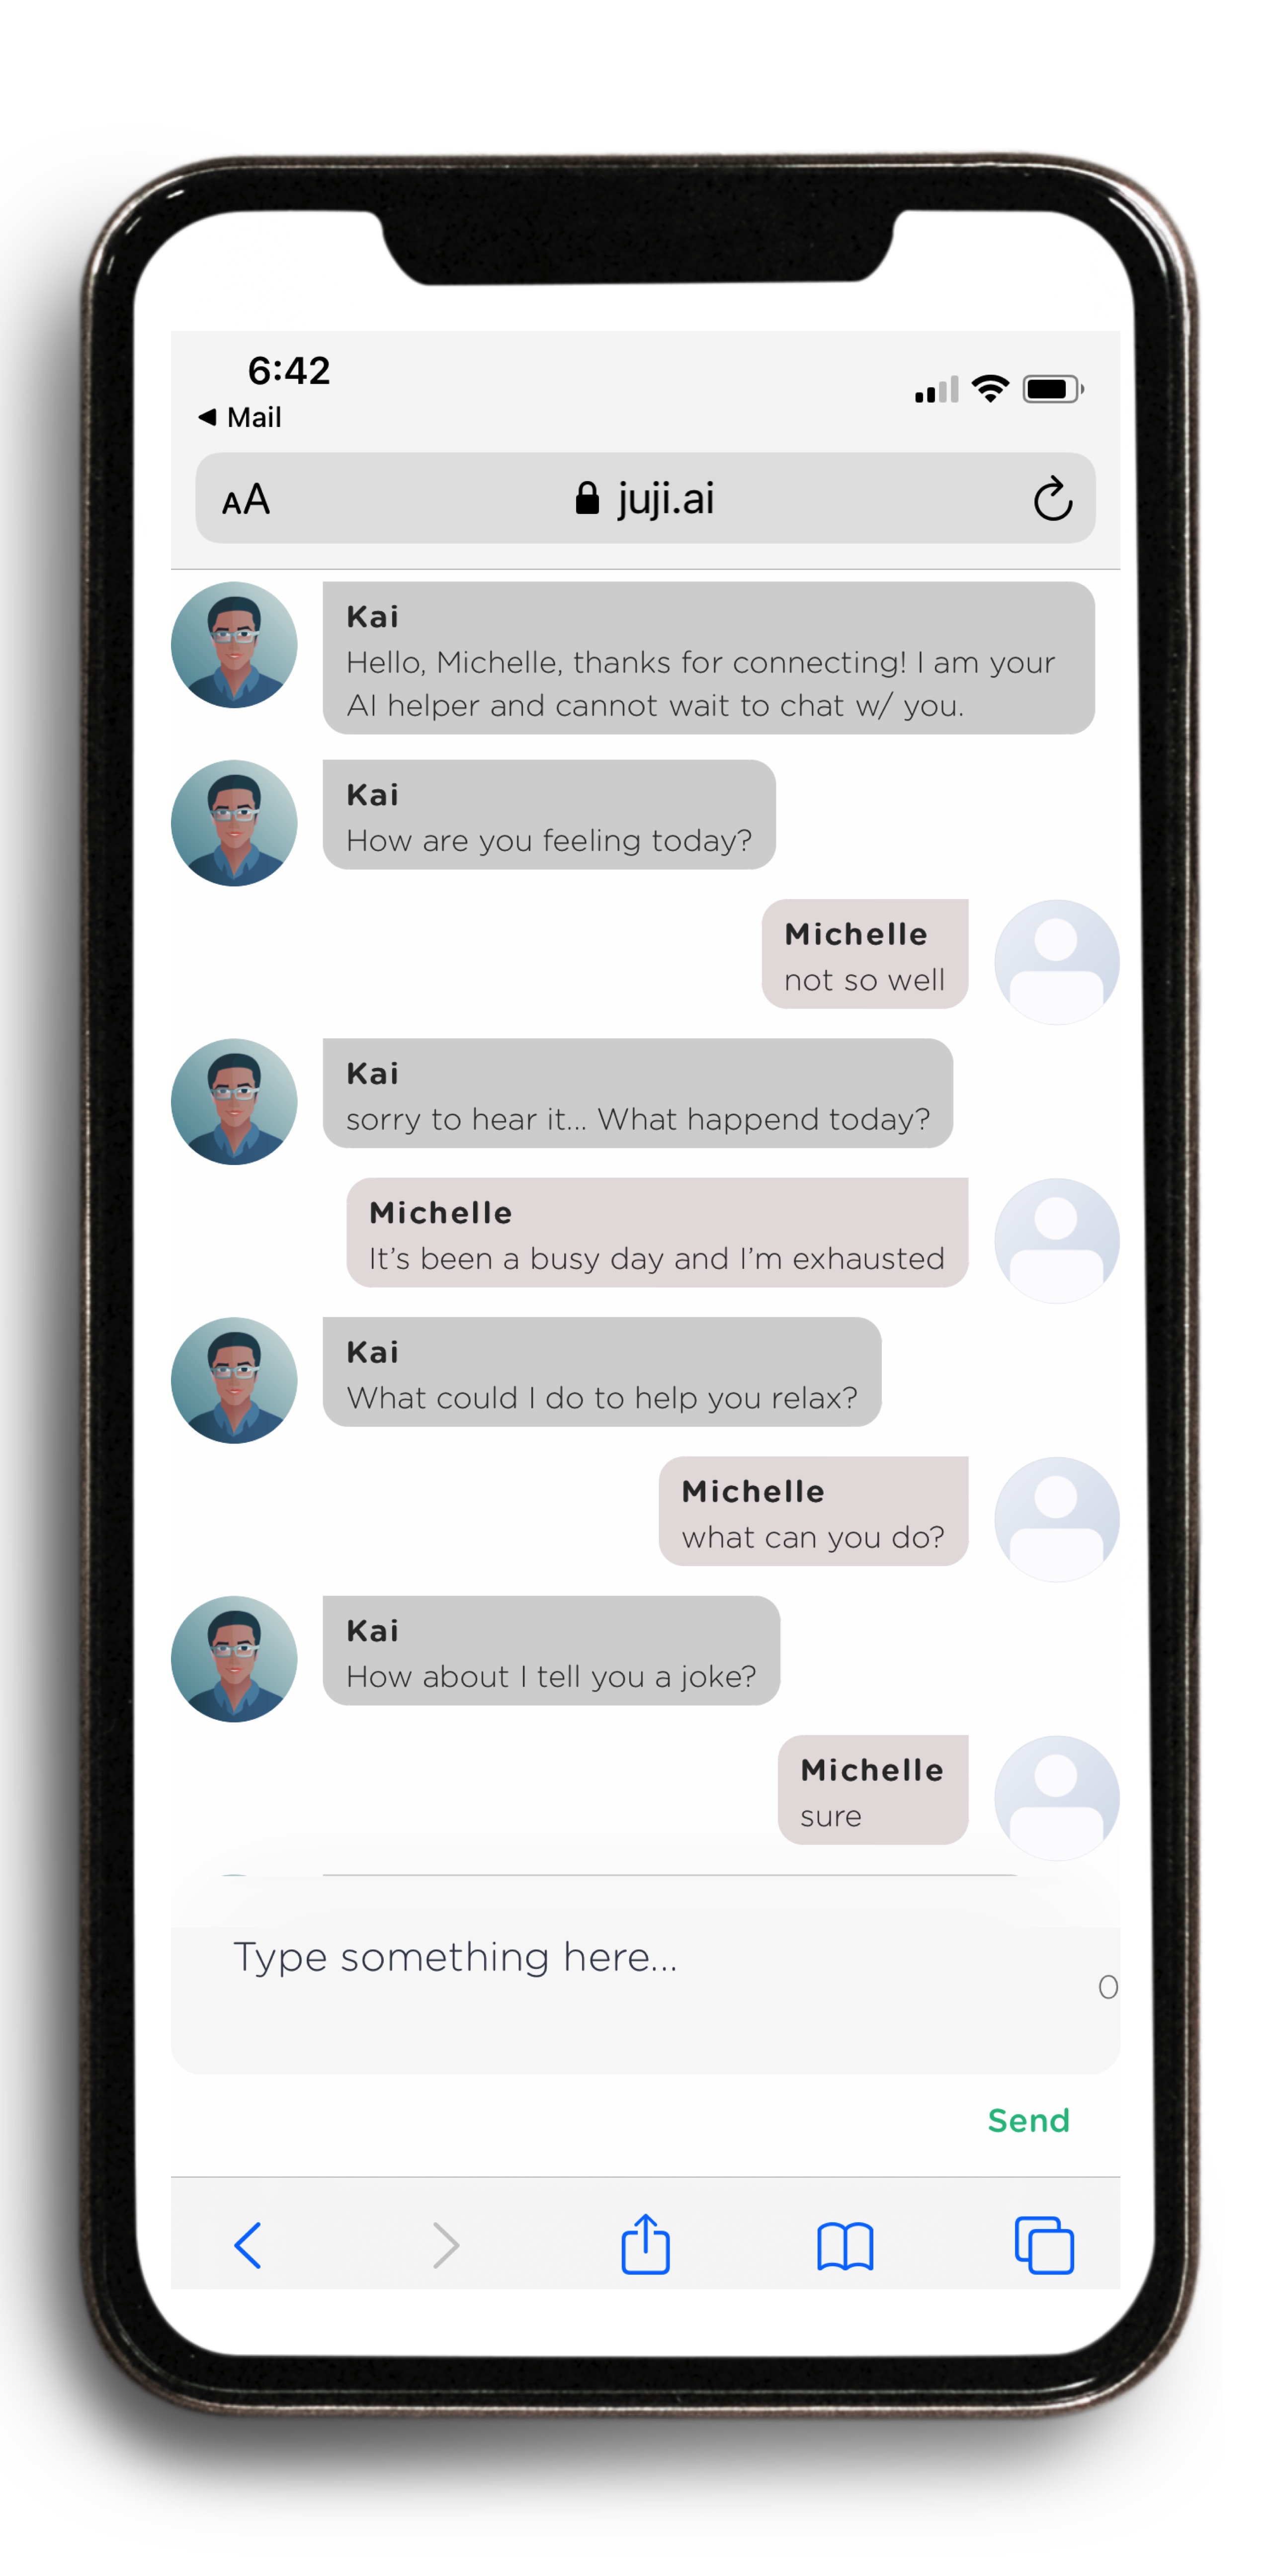 6:42
Mail
AA juji.ai
Kai
Hello, Michelle, thanks for connecting! I am your
AI helper and cannot wait to chat w/ you.
Kai
How are you feeling today?
Michelle
not so well
Kai
sorry to hear it... What happend today?
Michelle
It’s been a busy day and I’m exhausted
Kai
What could I do to help you relax?
Michelle
what can you do?
Kai
How about I tell you a joke?
Michelle
sure
Type something here...
0
Send